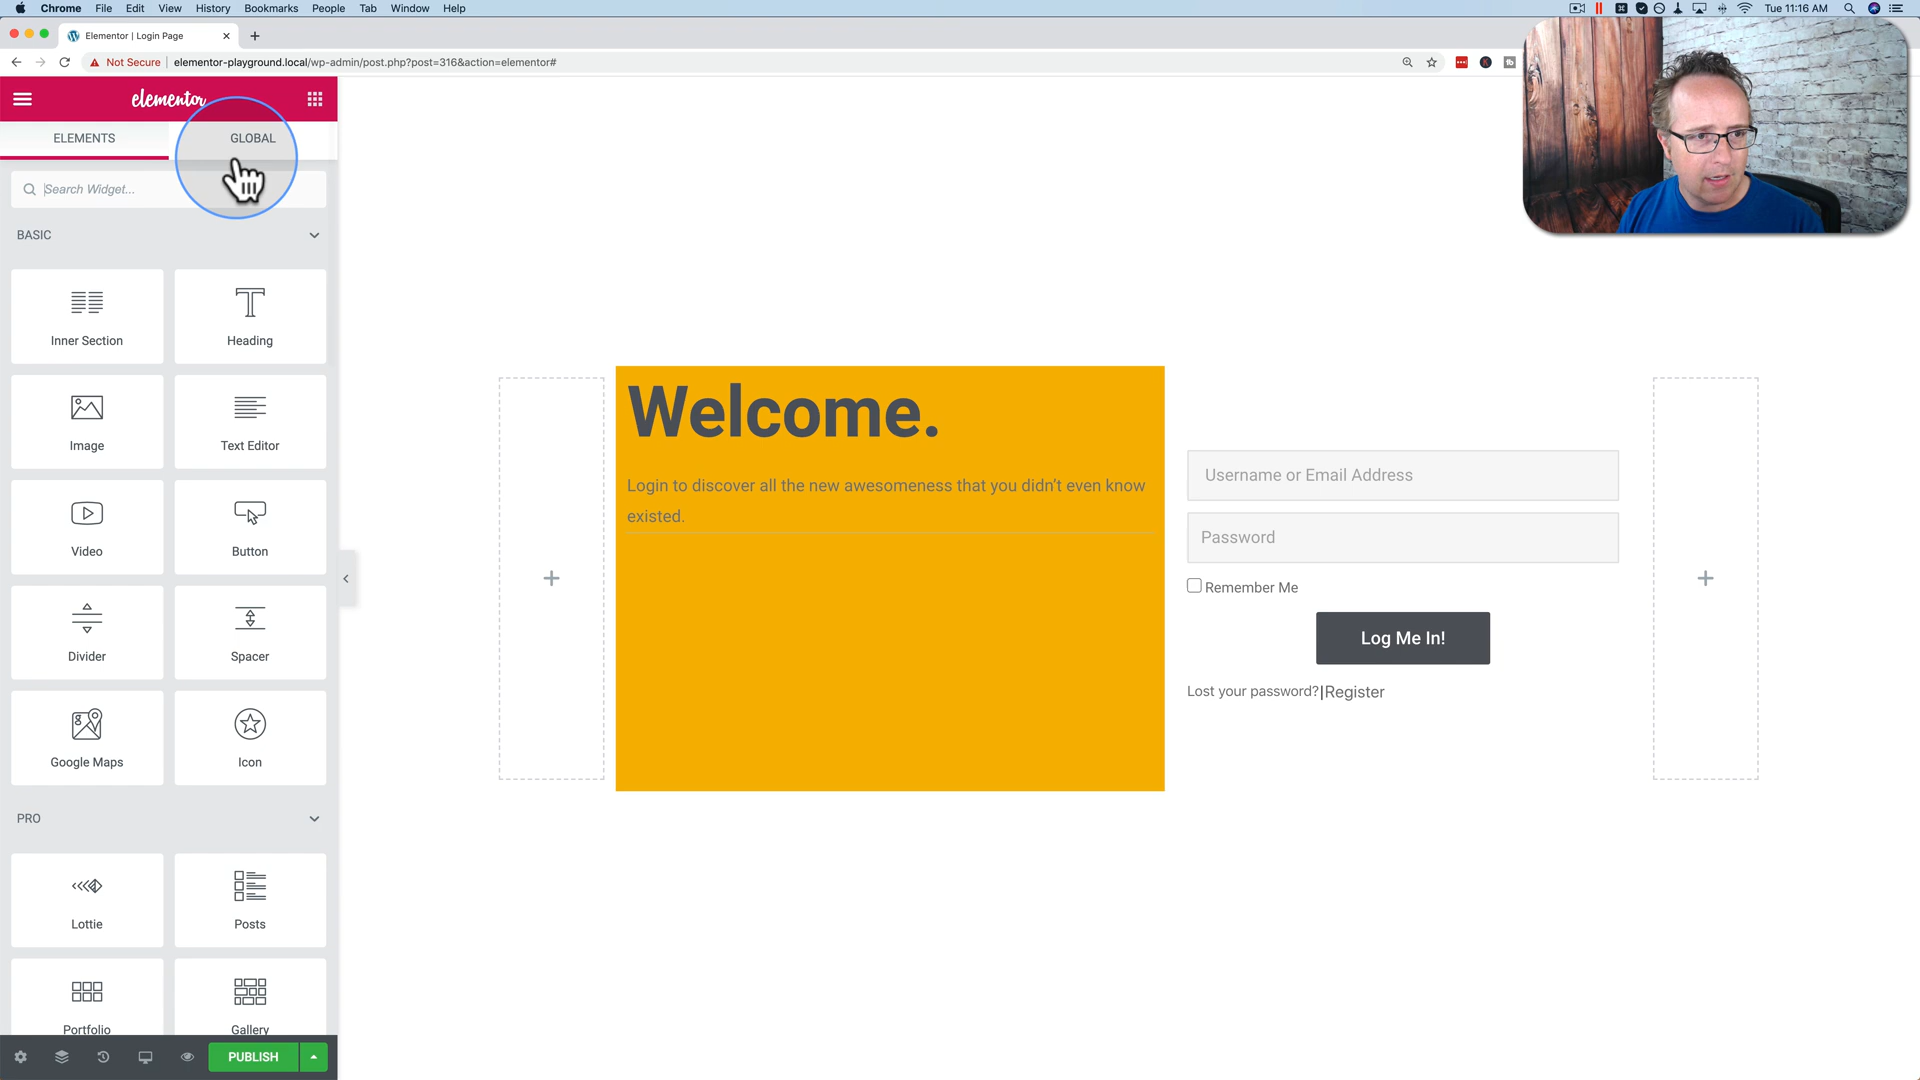 Chrome File Edit View History Bookmarks People Tab Window Help
Tue 11:16 AM
Elementor | Login Page
Not Secure elementor-playground.local/wp-admin/post.php?post=316&action=elementor#
elementor
ELEMENTS GLOBAL
Search Widget...
BASIC
Inner Section Heading
Image Text Editor
Video Button
Divider Spacer
Google Maps Icon
PRO
Lottie Posts
Portfolio Gallery
PUBLISH
Welcome.
Login to discover all the new awesomeness that you didn't even know
existed.
Username or Email Address
Password
Remember Me
Log Me In!
Lost your password?|Register